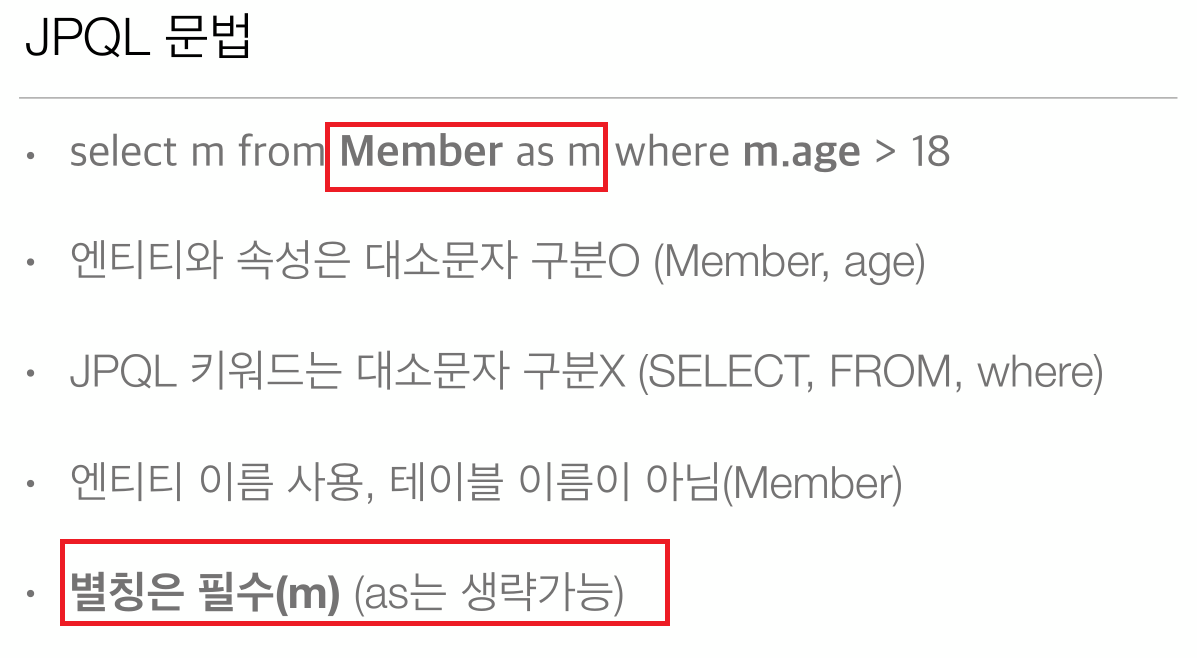 JPQL 문법
• select m from Member as m where m.age > 18
• 엔티티와 속성은 대소문자 구분O (Member, age)
• JPQL 키워드는 대소문자 구분X (SELECT, FROM, where)
• 엔티티 이름 사용, 테이블 이름이 아님(Member)
• 별칭은 필수(m) (as는 생략가능)